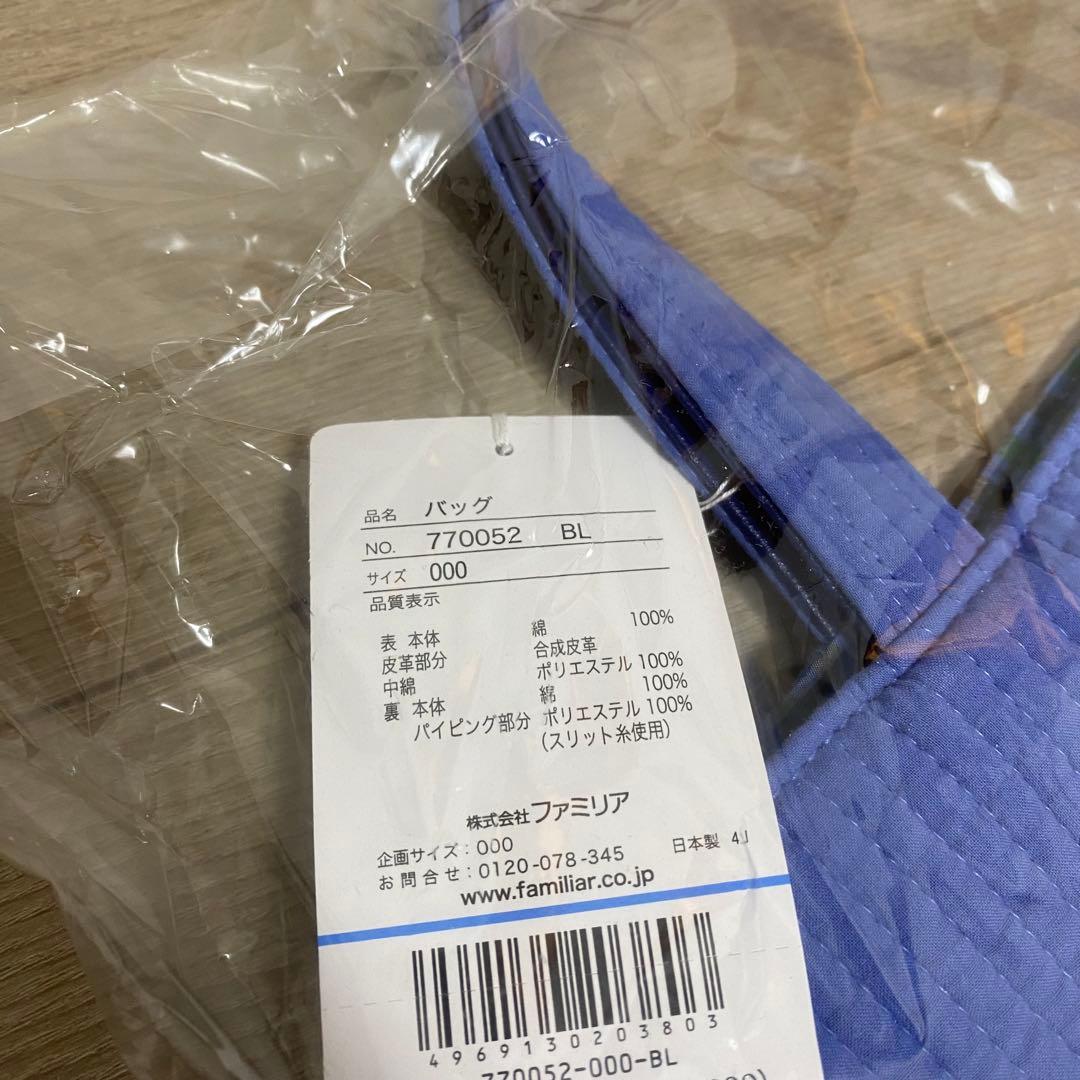 品名 バッグ
NO. 770052 BL
サイズ 000
品質表示
表 本体 綿 100%
皮革部分 合成皮革
中綿 ポリエステル 100%
裏 本体 綿 100%
パイピング部分 ポリエステル 100%
(スリット糸使用)
株式会社ファミリア
企画サイズ:000 日本製 4J
お問合せ:0120-078-345
www.familiar.co.jp
4969130203803
770052-000-BL